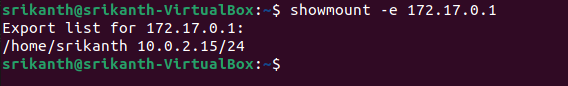 srikanth@srikanth-VirtualBox:~$ showmount -e 172.17.0.1
Export list for 172.17.0.1:
/home/srikanth 10.0.2.15/24
srikanth@srikanth-VirtualBox:~$